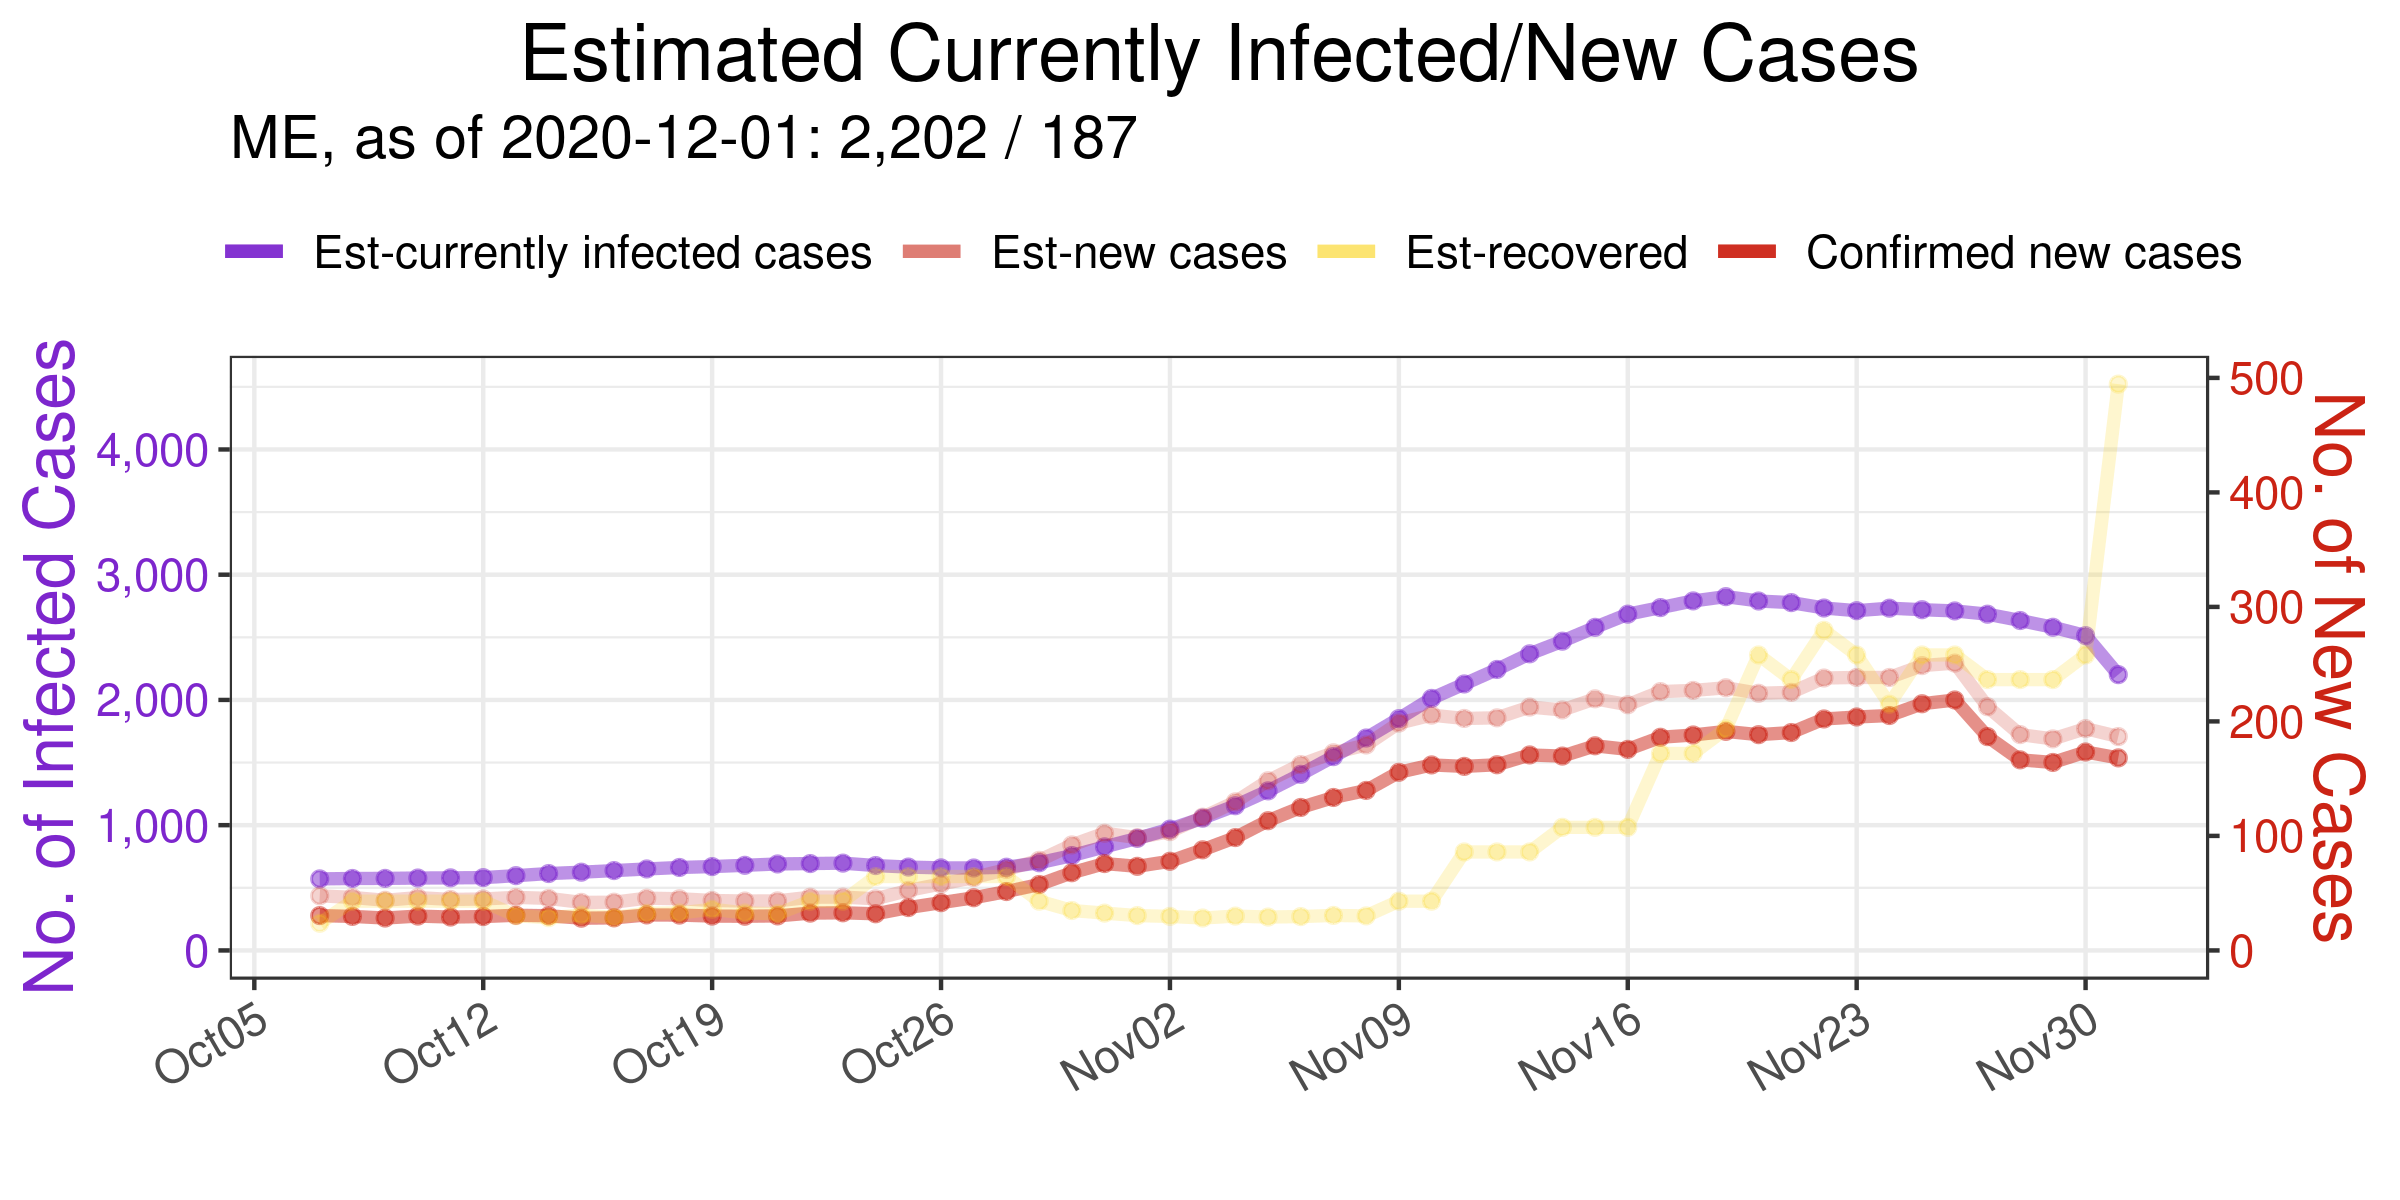 Estimated Currently Infected/New Cases
ME, as of 2020-12-01: 2,202 / 187
Est-currently infected cases Est-new cases Est-recovered Confirmed new cases
No. of Infected Cases
4,000
3,000
2,000
1,000
0
500
400
300
200
100
0
No. of New Cases
Oct05 Oct12 Oct19 Oct26 Nov02 Nov09 Nov16 Nov23 Nov30